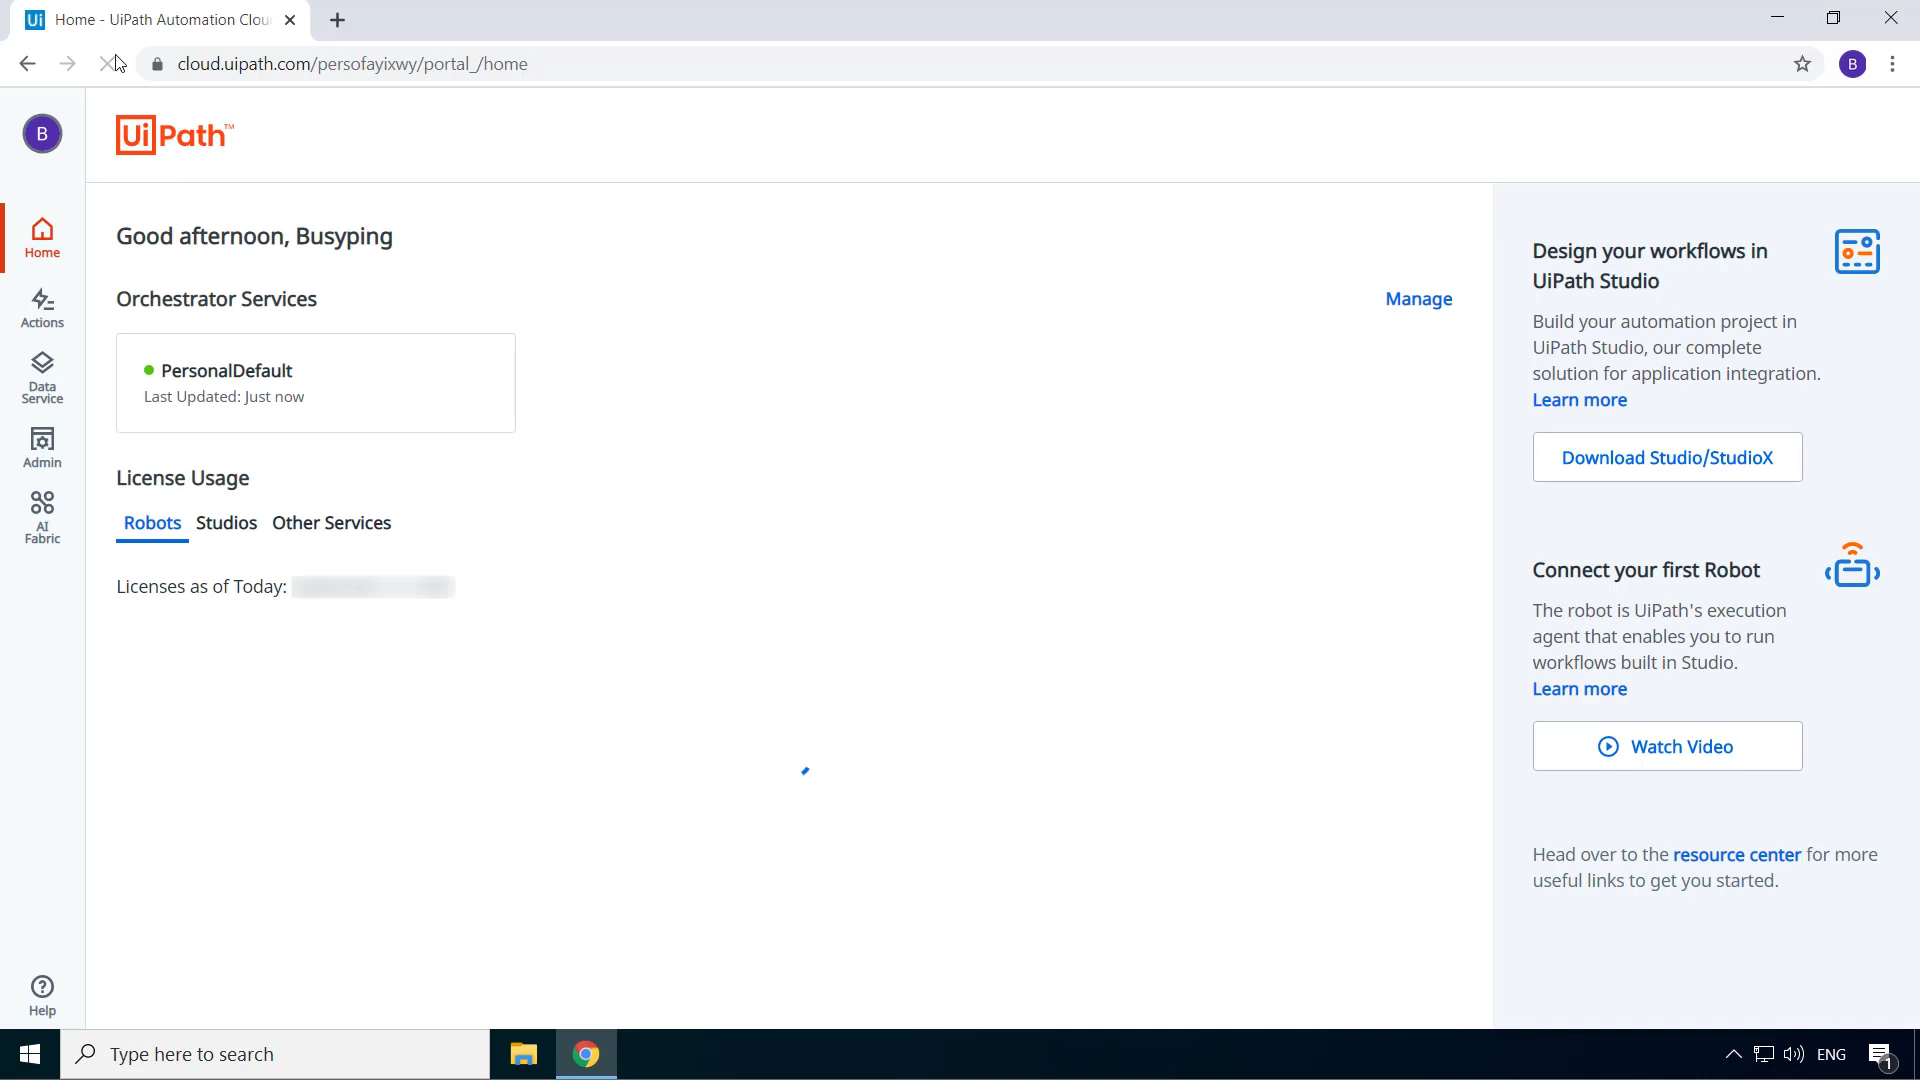 Ui Home - UiPath Automation Clou
cloud.uipath.com/persofayixwy/portal_/home
B
B
UiPath™
Home
Actions
Data
Service
Admin
AI
Fabric
Help
Good afternoon, Busyping
Orchestrator Services
Manage
PersonalDefault
Last Updated: Just now
License Usage
Robots Studios Other Services
Licenses as of Today:
Design your workflows in
UiPath Studio
Build your automation project in
UiPath Studio, our complete
solution for application integration.
Learn more
Download Studio/StudioX
Connect your first Robot
The robot is UiPath's execution
agent that enables you to run
workflows built in Studio.
Learn more
Watch Video
Head over to the resource center for more
useful links to get you started.
Type here to search
ENG
1